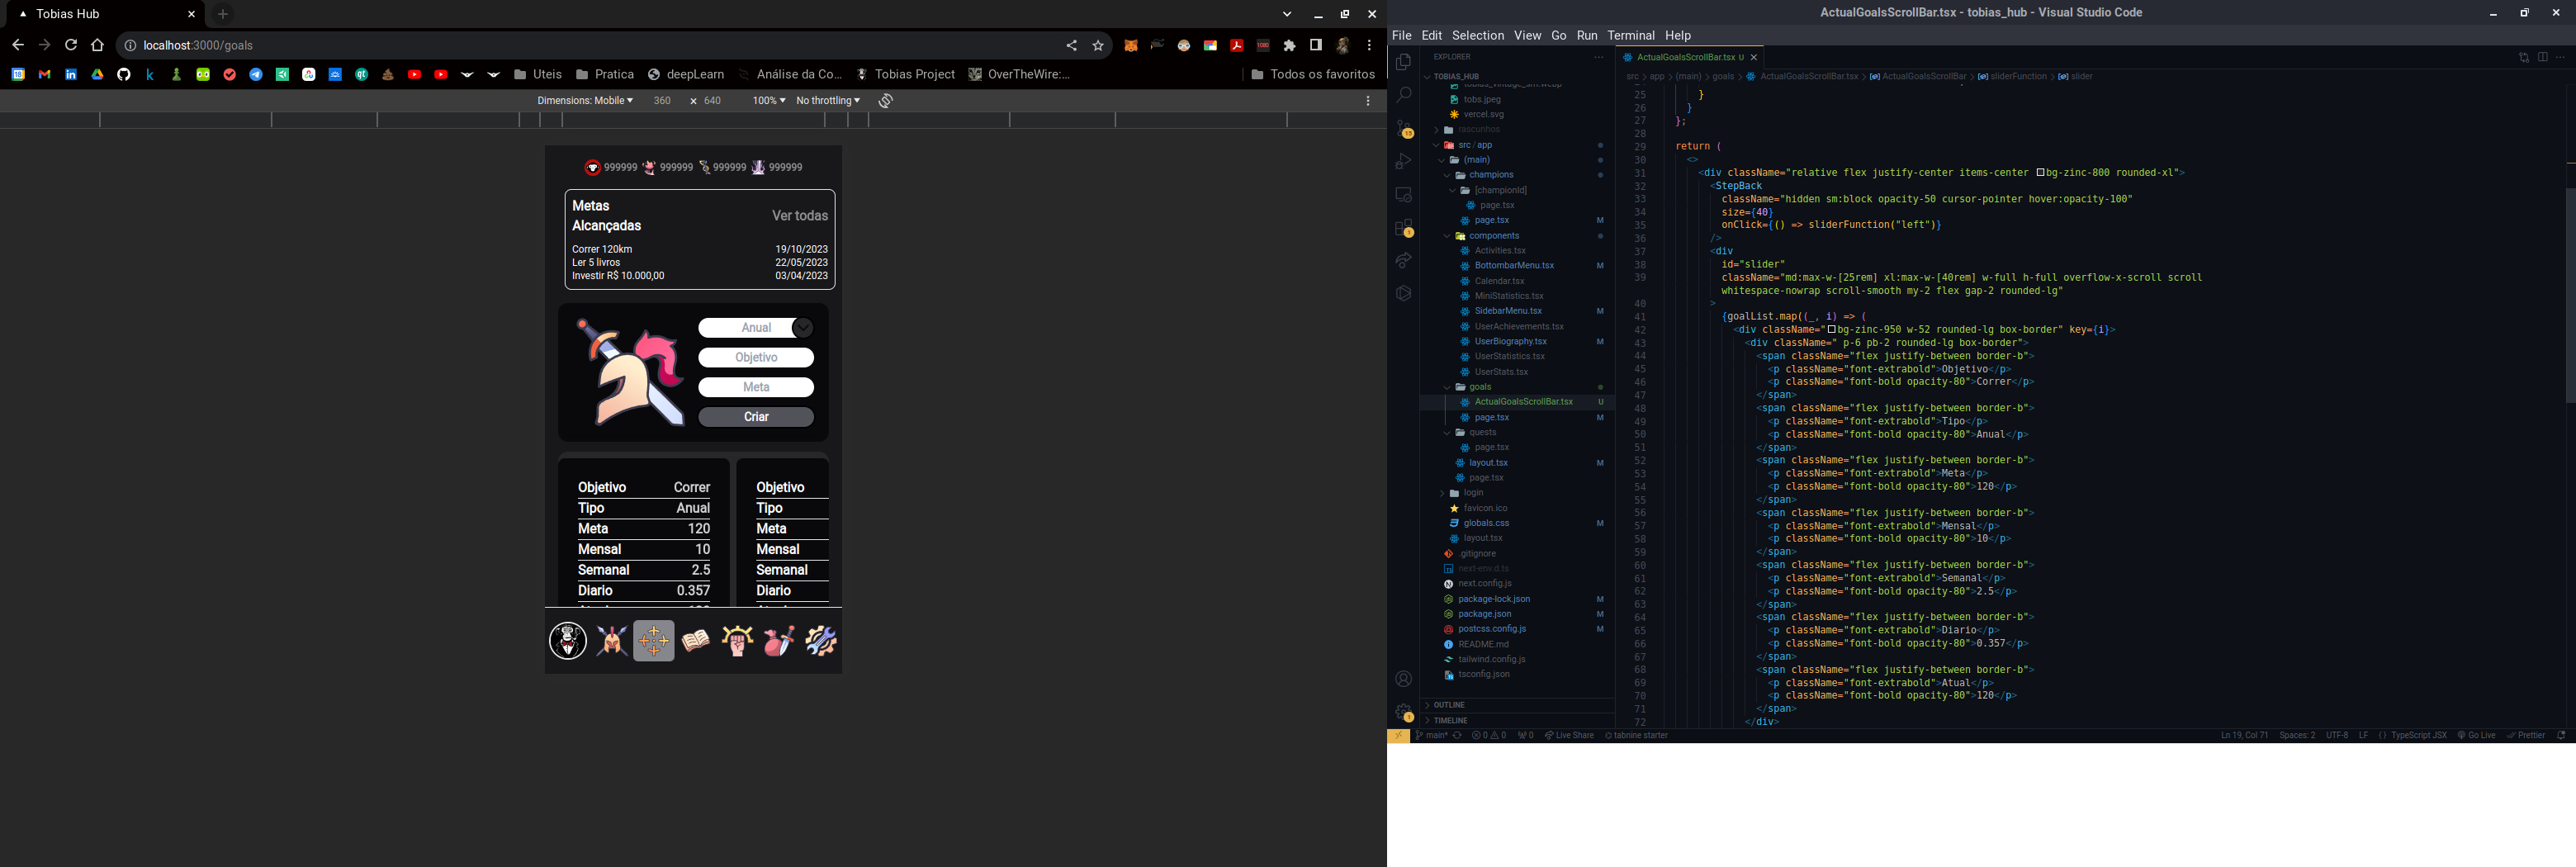 Tobias Hub
localhost:3000/goals
Uteis
Pratica
deepLearn
Análise da Co...
Tobias Project
OverTheWire:...
Todos os favoritos
Dimensions: Mobile
360
×
640
100%
No throttling
999999
999999
999999
999999
Metas
Alcançadas
Ver todas
Correr 120km 19/10/2023
Ler 5 livros 22/05/2023
Investir R$ 10.000,00 03/04/2023
Anual
Objetivo
Meta
Criar
Objetivo Correr
Tipo Anual
Meta 120
Mensal 10
Semanal 2.5
Diario 0.357
Objetivo
Tipo
Meta
Mensal
Semanal
Diario
ActualGoalsScrollBar.tsx - tobias_hub - Visual Studio Code
File Edit Selection View Go Run Terminal Help
EXPLORER
TOBIAS_HUB
tobias_vintage_sm.webp
tobs.jpeg
vercel.svg
rascunhos
src / app
(main)
champions
[championId]
page.tsx
page.tsx M
components
Activities.tsx
BottombarMenu.tsx M
Calendar.tsx
MiniStatistics.tsx
SidebarMenu.tsx M
UserAchievements.tsx
UserBiography.tsx M
UserStatistics.tsx
UserStats.tsx
goals
ActualGoalsScrollBar.tsx U
page.tsx M
quests
page.tsx
layout.tsx M
page.tsx
login
favicon.ico
globals.css M
layout.tsx
.gitignore
next-env.d.ts
next.config.js
package-lock.json M
package.json M
postcss.config.js M
README.md
tailwind.config.js
tsconfig.json
OUTLINE
TIMELINE
ActualGoalsScrollBar.tsx U
src > app > (main) > goals > ActualGoalsScrollBar.tsx > ActualGoalsScrollBar > sliderFunction > slider
25 }
26 }
27 };
28
29 return (
30 <>
31 <div className="relative flex justify-center items-center bg-zinc-800 rounded-xl">
32 <StepBack
33 className="hidden sm:block opacity-50 cursor-pointer hover:opacity-100"
34 size={40}
35 onClick={() => sliderFunction("left")}
36 />
37 <div
38 id="slider"
39 className="md:max-w-[25rem] xl:max-w-[40rem] w-full h-full overflow-x-scroll scroll
whitespace-nowrap scroll-smooth my-2 flex gap-2 rounded-lg"
40 >
41 {goalList.map((_, i) => (
42 <div className="bg-zinc-950 w-52 rounded-lg box-border" key={i}>
43 <div className=" p-6 pb-2 rounded-lg box-border">
44 <span className="flex justify-between border-b">
45 <p className="font-extrabold">Objetivo</p>
46 <p className="font-bold opacity-80">Correr</p>
47 </span>
48 <span className="flex justify-between border-b">
49 <p className="font-extrabold">Tipo</p>
50 <p className="font-bold opacity-80">Anual</p>
51 </span>
52 <span className="flex justify-between border-b">
53 <p className="font-extrabold">Meta</p>
54 <p className="font-bold opacity-80">120</p>
55 </span>
56 <span className="flex justify-between border-b">
57 <p className="font-extrabold">Mensal</p>
58 <p className="font-bold opacity-80">10</p>
59 </span>
60 <span className="flex justify-between border-b">
61 <p className="font-extrabold">Semanal</p>
62 <p className="font-bold opacity-80">2.5</p>
63 </span>
64 <span className="flex justify-between border-b">
65 <p className="font-extrabold">Diario</p>
66 <p className="font-bold opacity-80">0.357</p>
67 </span>
68 <span className="flex justify-between border-b">
69 <p className="font-extrabold">Atual</p>
70 <p className="font-bold opacity-80">120</p>
71 </span>
72 </div>
main* 0 0 0 Live Share tabnine starter
Ln 19, Col 71 Spaces: 2 UTF-8 LF {} TypeScript JSX Go Live Prettier